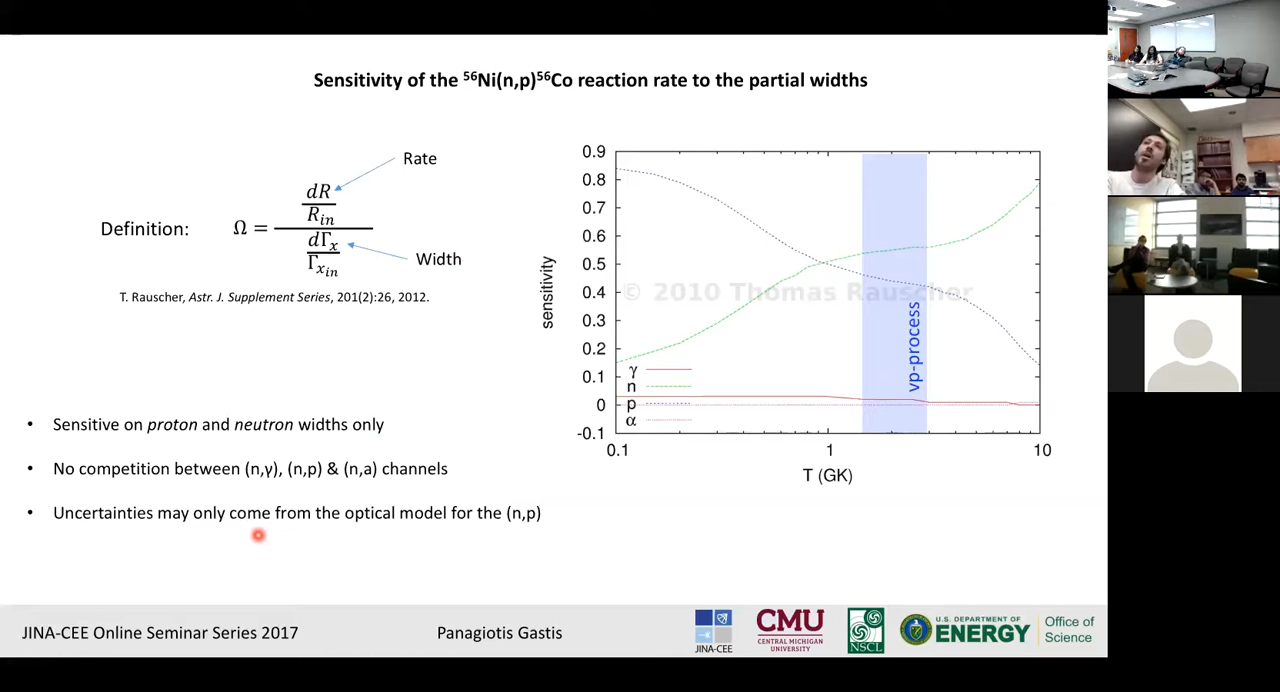 Sensitivity of the ⁵⁶Ni(n,p)⁵⁶Co reaction rate to the partial widths
Rate
Definition:
Ω = (dR / R_in) / (dΓ_x / Γ_x_in)
Width
T. Rauscher, Astr. J. Supplement Series, 201(2):26, 2012.
• Sensitive on proton and neutron widths only
• No competition between (n,γ), (n,p) & (n,a) channels
• Uncertainties may only come from the optical model for the (n,p)
sensitivity
0.9
0.8
0.7
0.6
0.5
0.4
0.3
0.2
0.1
0
-0.1
© 2010 Thomas Rauscher
νp-process
γ
n
p
α
0.1
1
10
T (GK)
JINA-CEE Online Seminar Series 2017
Panagiotis Gastis
JINA-CEE
CMU
CENTRAL MICHIGAN
UNIVERSITY
NSCL
U.S. DEPARTMENT OF
ENERGY
Office of
Science